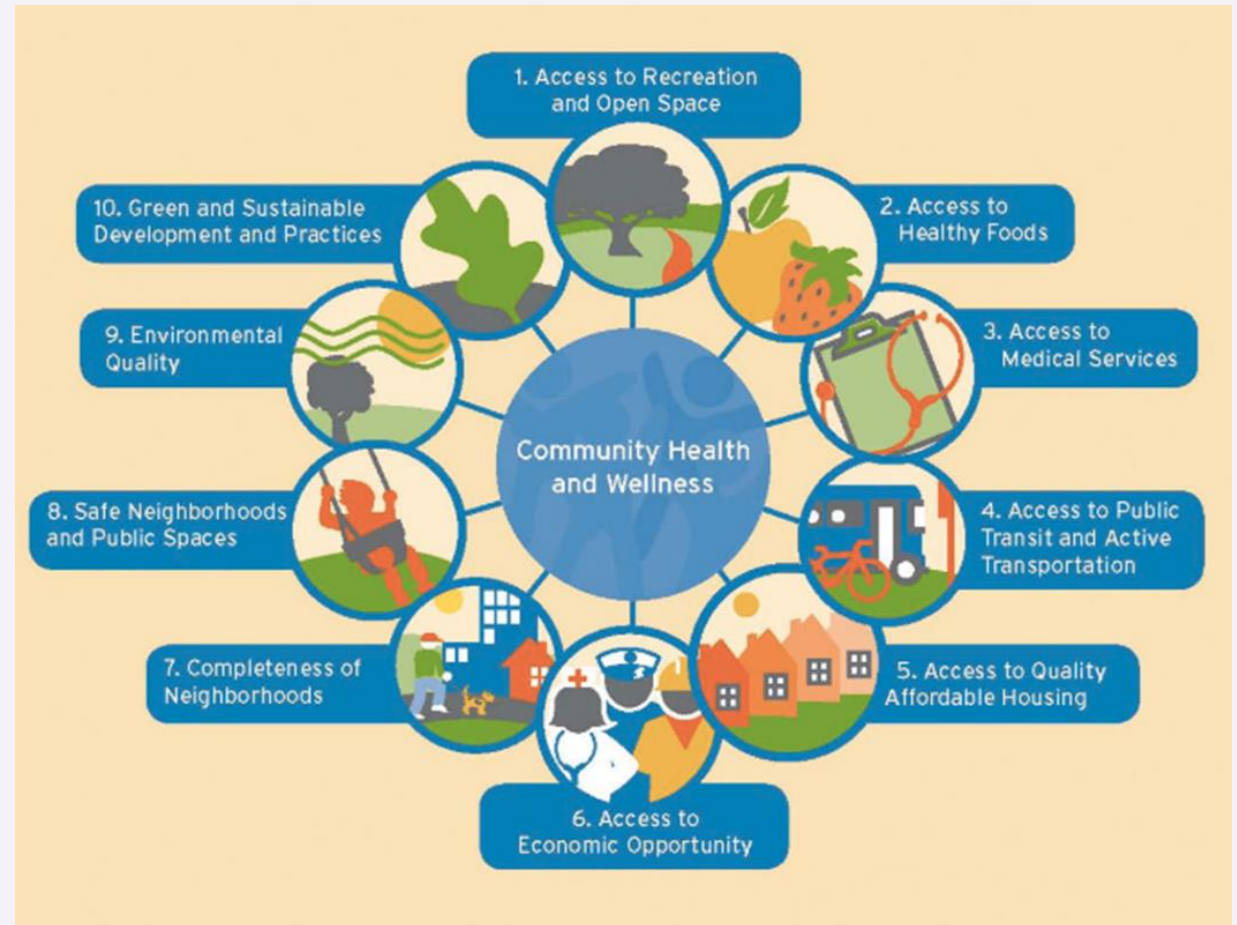 1. Access to Recreation
and Open Space
2. Access to
Healthy Foods
3. Access to
Medical Services
4. Access to Public
Transit and Active
Transportation
5. Access to Quality
Affordable Housing
6. Access to
Economic Opportunity
7. Completeness of
Neighborhoods
8. Safe Neighborhoods
and Public Spaces
9. Environmental
Quality
10. Green and Sustainable
Development and Practices
Community Health
and Wellness